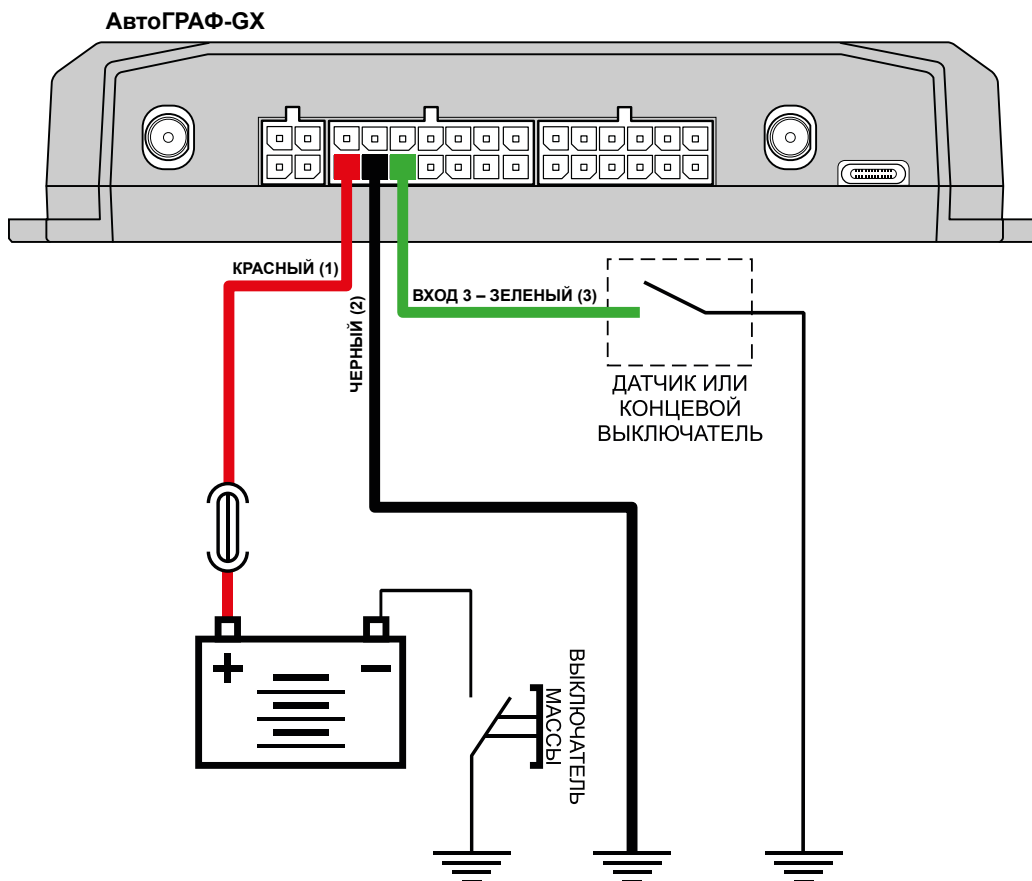 АвтоГРАФ-GX
КРАСНЫЙ (1)
ЧЕРНЫЙ (2)
ВХОД 3 – ЗЕЛЕНЫЙ (3)
ДАТЧИК ИЛИ
КОНЦЕВОЙ
ВЫКЛЮЧАТЕЛЬ
+
–
ВЫКЛЮЧАТЕЛЬ
МАССЫ